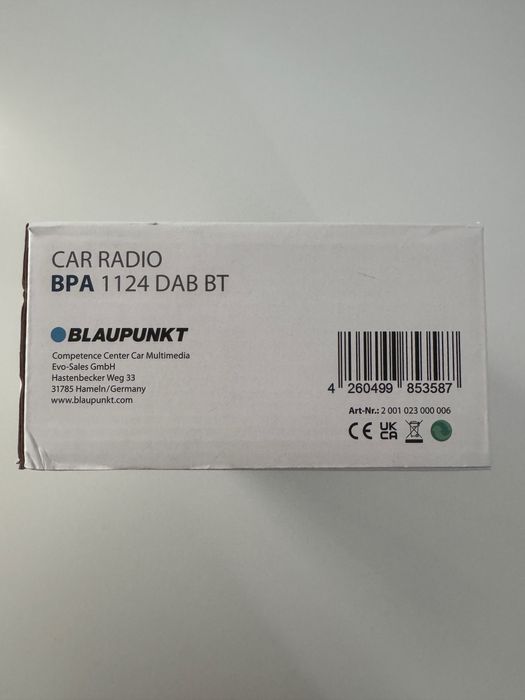 CAR RADIO
BPA 1124 DAB BT
BLAUPUNKT
Competence Center Car Multimedia
Evo-Sales GmbH
Hastenbecker Weg 33
31785 Hameln/Germany
www.blaupunkt.com
4 260499 853587
Art-Nr.: 2 001 023 000 006
CE UK CA